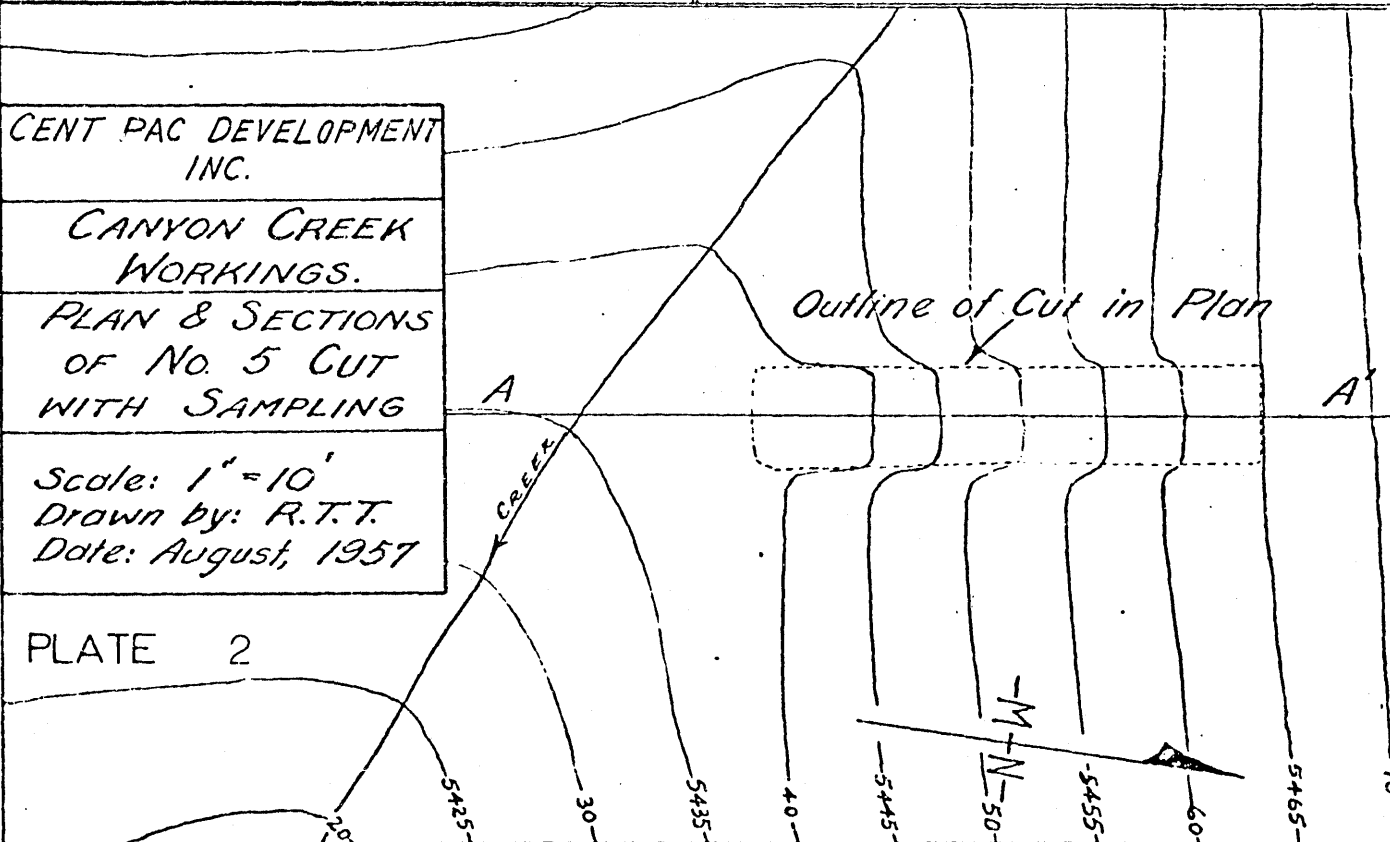 CENT PAC DEVELOPMENT
INC.
CANYON CREEK
WORKINGS.
PLAN & SECTIONS
OF No. 5 CUT
WITH SAMPLING
Scale: 1" = 10'
Drawn by: R.T.T.
Date: August, 1957
PLATE 2
Outline of Cut in Plan
A
A'
CREEK
M
N
20
5425
30
5435
40
5445
50
5455
60
5465